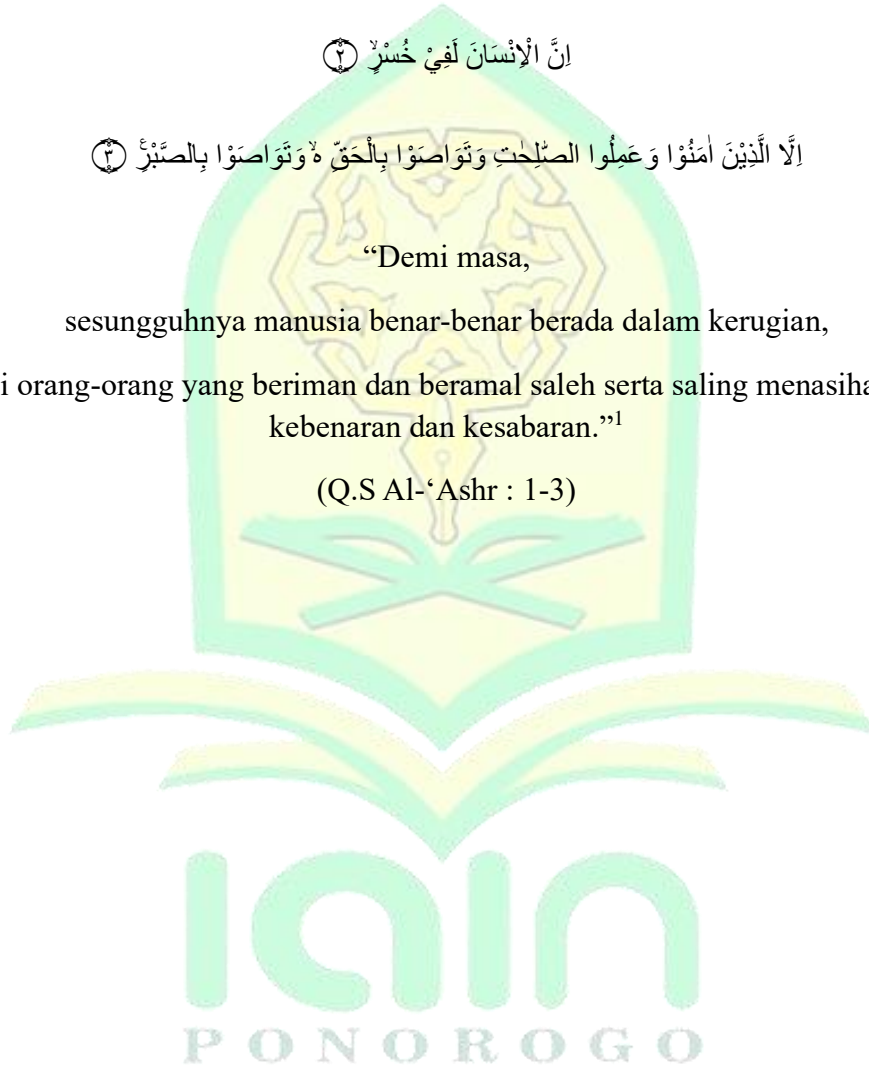 اِنَّ الْاِنْسَانَ لَفِيْ خُسْرٍۙ ۝٢
اِلَّا الَّذِيْنَ اٰمَنُوْا وَعَمِلُوا الصّٰلِحٰتِ وَتَوَاصَوْا بِالْحَقِّ ەۙ وَتَوَاصَوْا بِالصَّبْرِࣖ ۝٣
“Demi masa,
sesungguhnya manusia benar-benar berada dalam kerugian,
i orang-orang yang beriman dan beramal saleh serta saling menasiha
kebenaran dan kesabaran.”1
(Q.S Al-‘Ashr : 1-3)
iain
PONOROGO